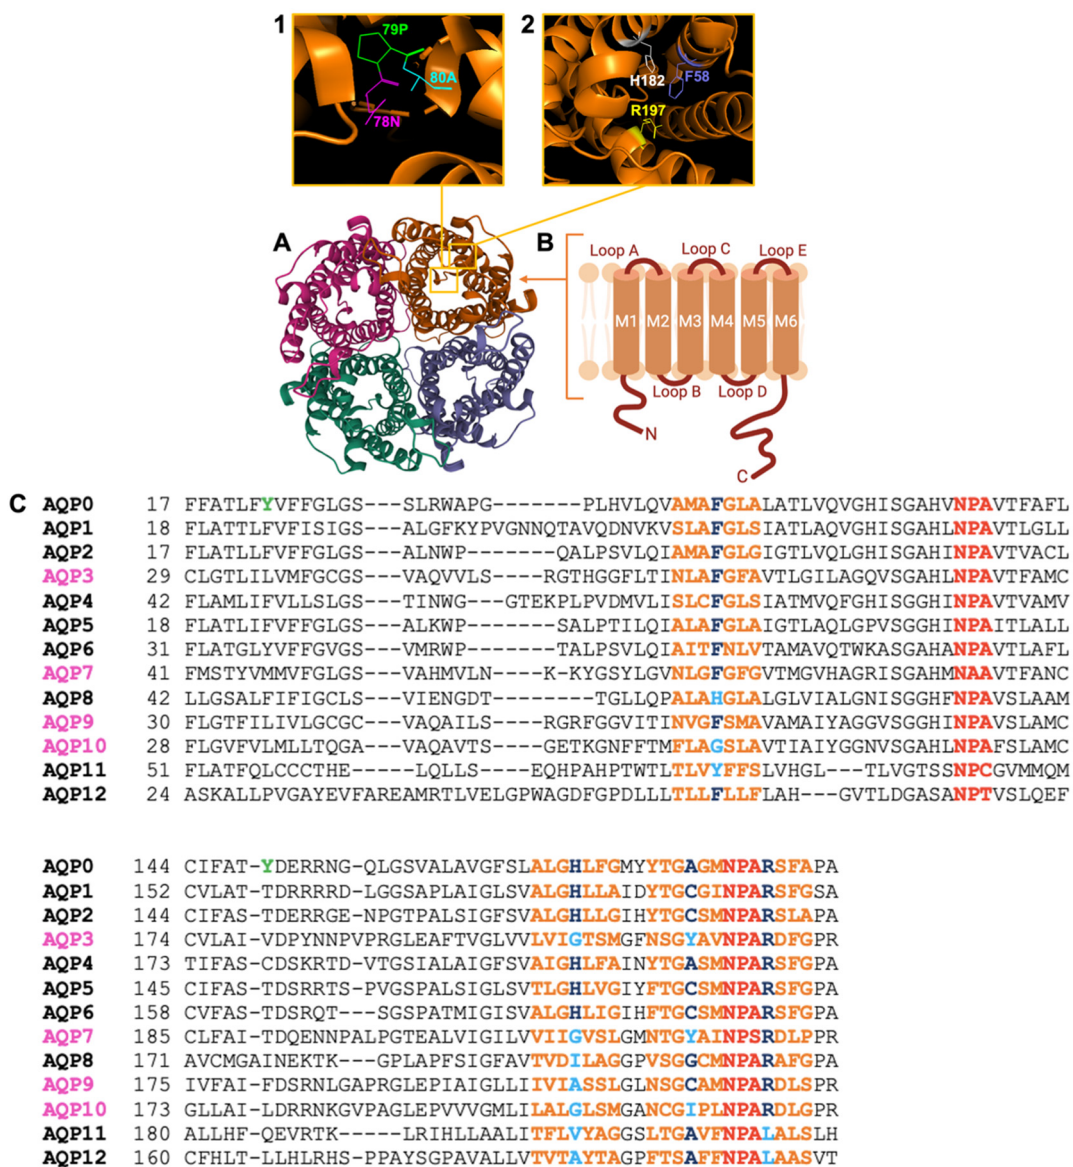 1
79P
80A
78N
2
H182
F58
R197
A
B
Loop A
Loop C
Loop E
M1 M2 M3 M4 M5 M6
Loop B
Loop D
N
C
C
AQP0 17 FFATLFYVFFGLGS---SLRWAPG--------PLHVLQVAMAFGLALATLVQVGHISGAHVNPAVTFAFL
AQP1 18 FLATTLFVFISIGS---ALGFKYPVGNNQTAVQDNVKVSLAFGLSIATLAQVGHISGAHLNPAVTLGLL
AQP2 17 FLATLLFVFFGLGS---ALNWP-------QALPSVLQIAMAFGLGIGTLVQLGHISGAHINPAVTVACL
AQP3 29 CLGTLILVMFGCGS---VAQVVLS----RGTHGGFLTINLAFGFAVTLGILAGQVSGAHLNPAVTFAMC
AQP4 42 FLAMLIFVLLSLGS---TINWG---GTEKPLPVDMVLISLCFGLSIATMVQFGHISGGHINPAVTVAMV
AQP5 18 FLATLIFVFFGLGS---ALKWP-------SALPTILQIALAFGLAIGTLAQLGPVSGGHINPAITLALL
AQP6 31 FLATGLYVFFGVGS---VMRWP-------TALPSVLQIAITFNLVTAMAVQTWKASGAHANPAVTLAFL
AQP7 41 FMSTYVMMVFGLGS---VAHMVLN---K-KYGSYLGVNLGFGFGVTMGVHAGRISGAHMNAAVTFANC
AQP8 42 LLGSALFIFIGCLS---VIENGDT--------TGLLQPALAHGLALGLVIALGNISGGHFNPAVSLAAM
AQP9 30 FLGTFILIVLGCGC---VAQAILS----RGRFGGVITINVGFSMAVAMAIYAGGVSGGHINPAVSLAMC
AQP10 28 FLGVFVLMLLTQGA---VAQAVTS----GETKGNFFTMFLAGSLAVTIAIYGGNVSGAHLNPAFSLAMC
AQP11 51 FLATFQLCCCTHE-----LQLLS----EQHPAHPTWTLTLVYFFSLVHGL---TLVGTSSNPCGVMMQM
AQP12 24 ASKALLPVGAYEVFAREAMRTLVELGPWAGDFGPDLLLTLLFLLFLAH---GVTLDGASANPTVSLQEF
AQP0 144 CIFAT-YDERRNG-QLGSVALAVGFSLALGHLFGMYYTGAGMNPARSFAPA
AQP1 152 CVLAT-TDRRRRD-LGGSAPLAIGLSVALGHLLAIDYTGCGINPARSFGSA
AQP2 144 CIFAS-TDERRGE-NPGTPALSIGFSVALGHLLGIHYTGCSMNPARSLAPA
AQP3 174 CVLAI-VDPYNNPVPRGLEAFTVGLVVLVIGTSMGFNSGYAVNPARDFGPR
AQP4 173 TIFAS-CDSKRTD-VTGSIALAIGFSVAIGHLFAINYTGASMNPARSFGPA
AQP5 145 CIFAS-TDSRRTS-PVGSPALSIGLSVTLGHLVGIYFTGCSMNPARSFGPA
AQP6 158 CVFAS-TDSRQT---SGSPATMIGISVALGHLIGIHFTGCSMNPARSFGPA
AQP7 185 CLFAI-TDQENNPALPGTEALVIGILVVIIGVSLGMNTGYAINPSRDLPPR
AQP8 171 AVCMGAINEKTK---GPLAPFSIGFAVTVDILAGGPVSGGCMNPARAFGPA
AQP9 175 IVFAI-FDSRNLGAPRGLEPIAIGLLIIVIASSLGLNSGCAMNPARDLSPR
AQP10 173 GLLAI-LDRRNKGVPAGLEPVVVGMLILALGLSMGANCGIPLNPARDLGPR
AQP11 180 ALLHF-QEVRTK-----LRIHLLAALITFLVYAGGSLTGAVFNPALALSLH
AQP12 160 CFHLT-LLHLRHS-PPAYSGPAVALLVTVTAYTAGPFTSAFFNPALAASVT